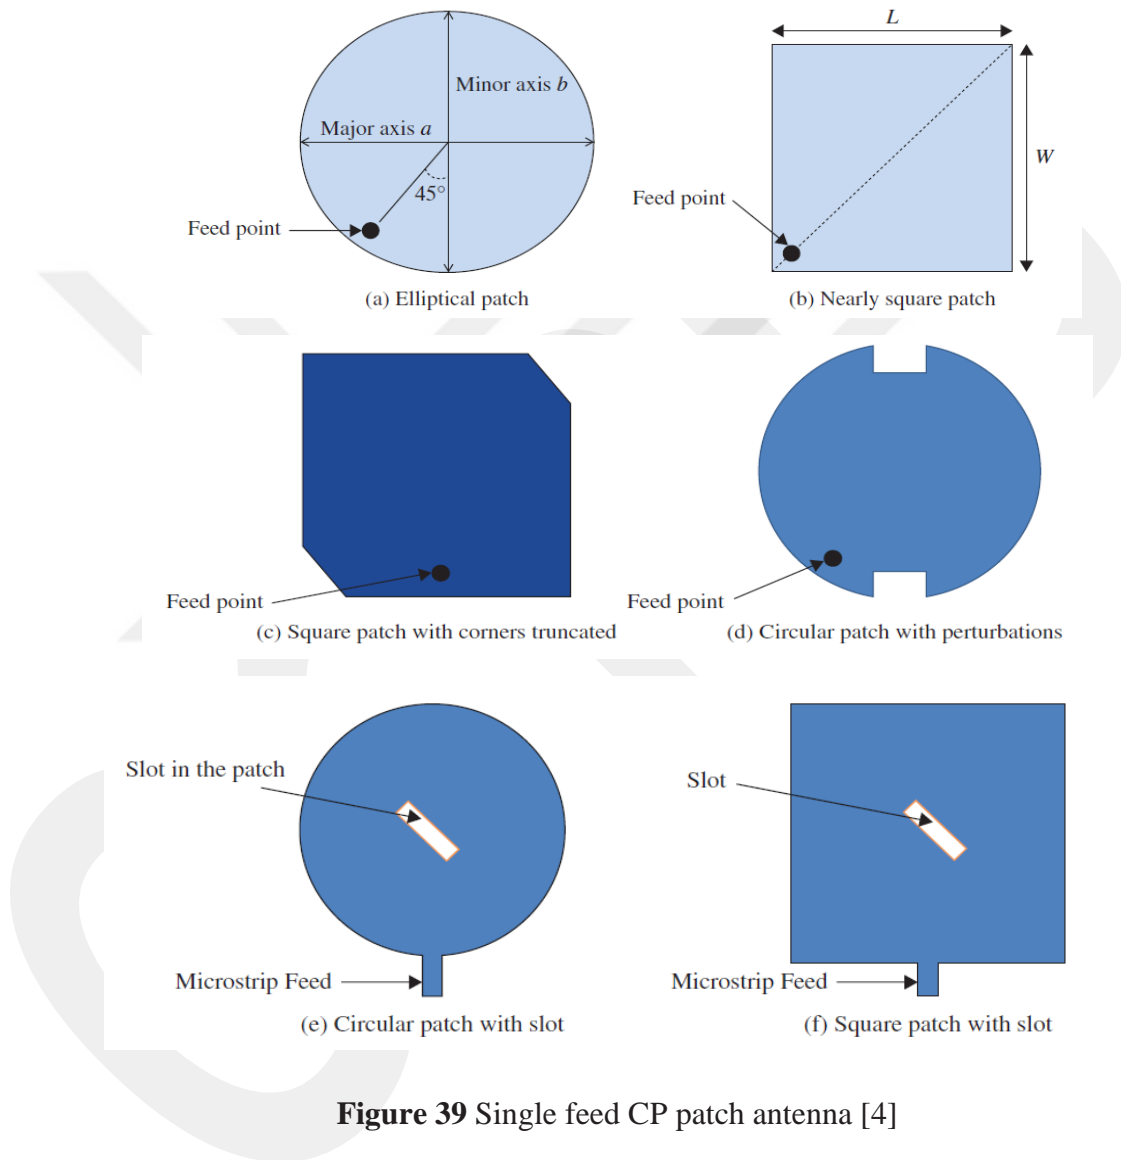 L
Minor axis b
Major axis a
W
45°
Feed point
Feed point
(a) Elliptical patch
(b) Nearly square patch
Feed point
Feed point
(c) Square patch with corners truncated
(d) Circular patch with perturbations
Slot in the patch
Slot
Microstrip Feed
Microstrip Feed
(e) Circular patch with slot
(f) Square patch with slot
Figure 39 Single feed CP patch antenna [4]